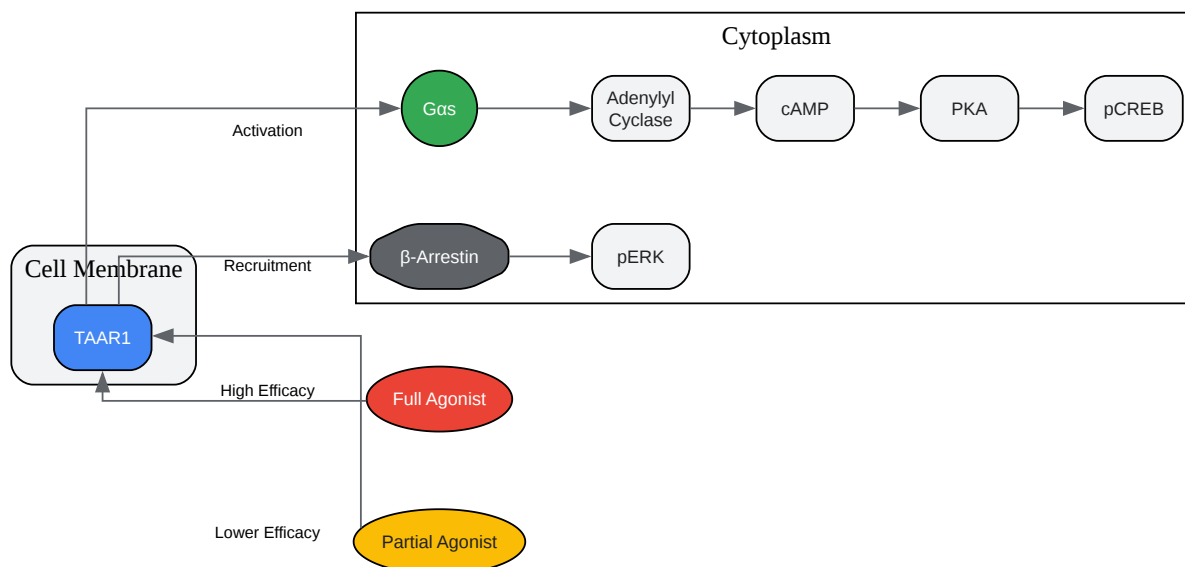 Cytoplasm
Gαs
Adenylyl
Cyclase
cAMP
PKA
pCREB
Activation
β-Arrestin
pERK
Recruitment
Cell Membrane
TAAR1
High Efficacy
Full Agonist
Lower Efficacy
Partial Agonist